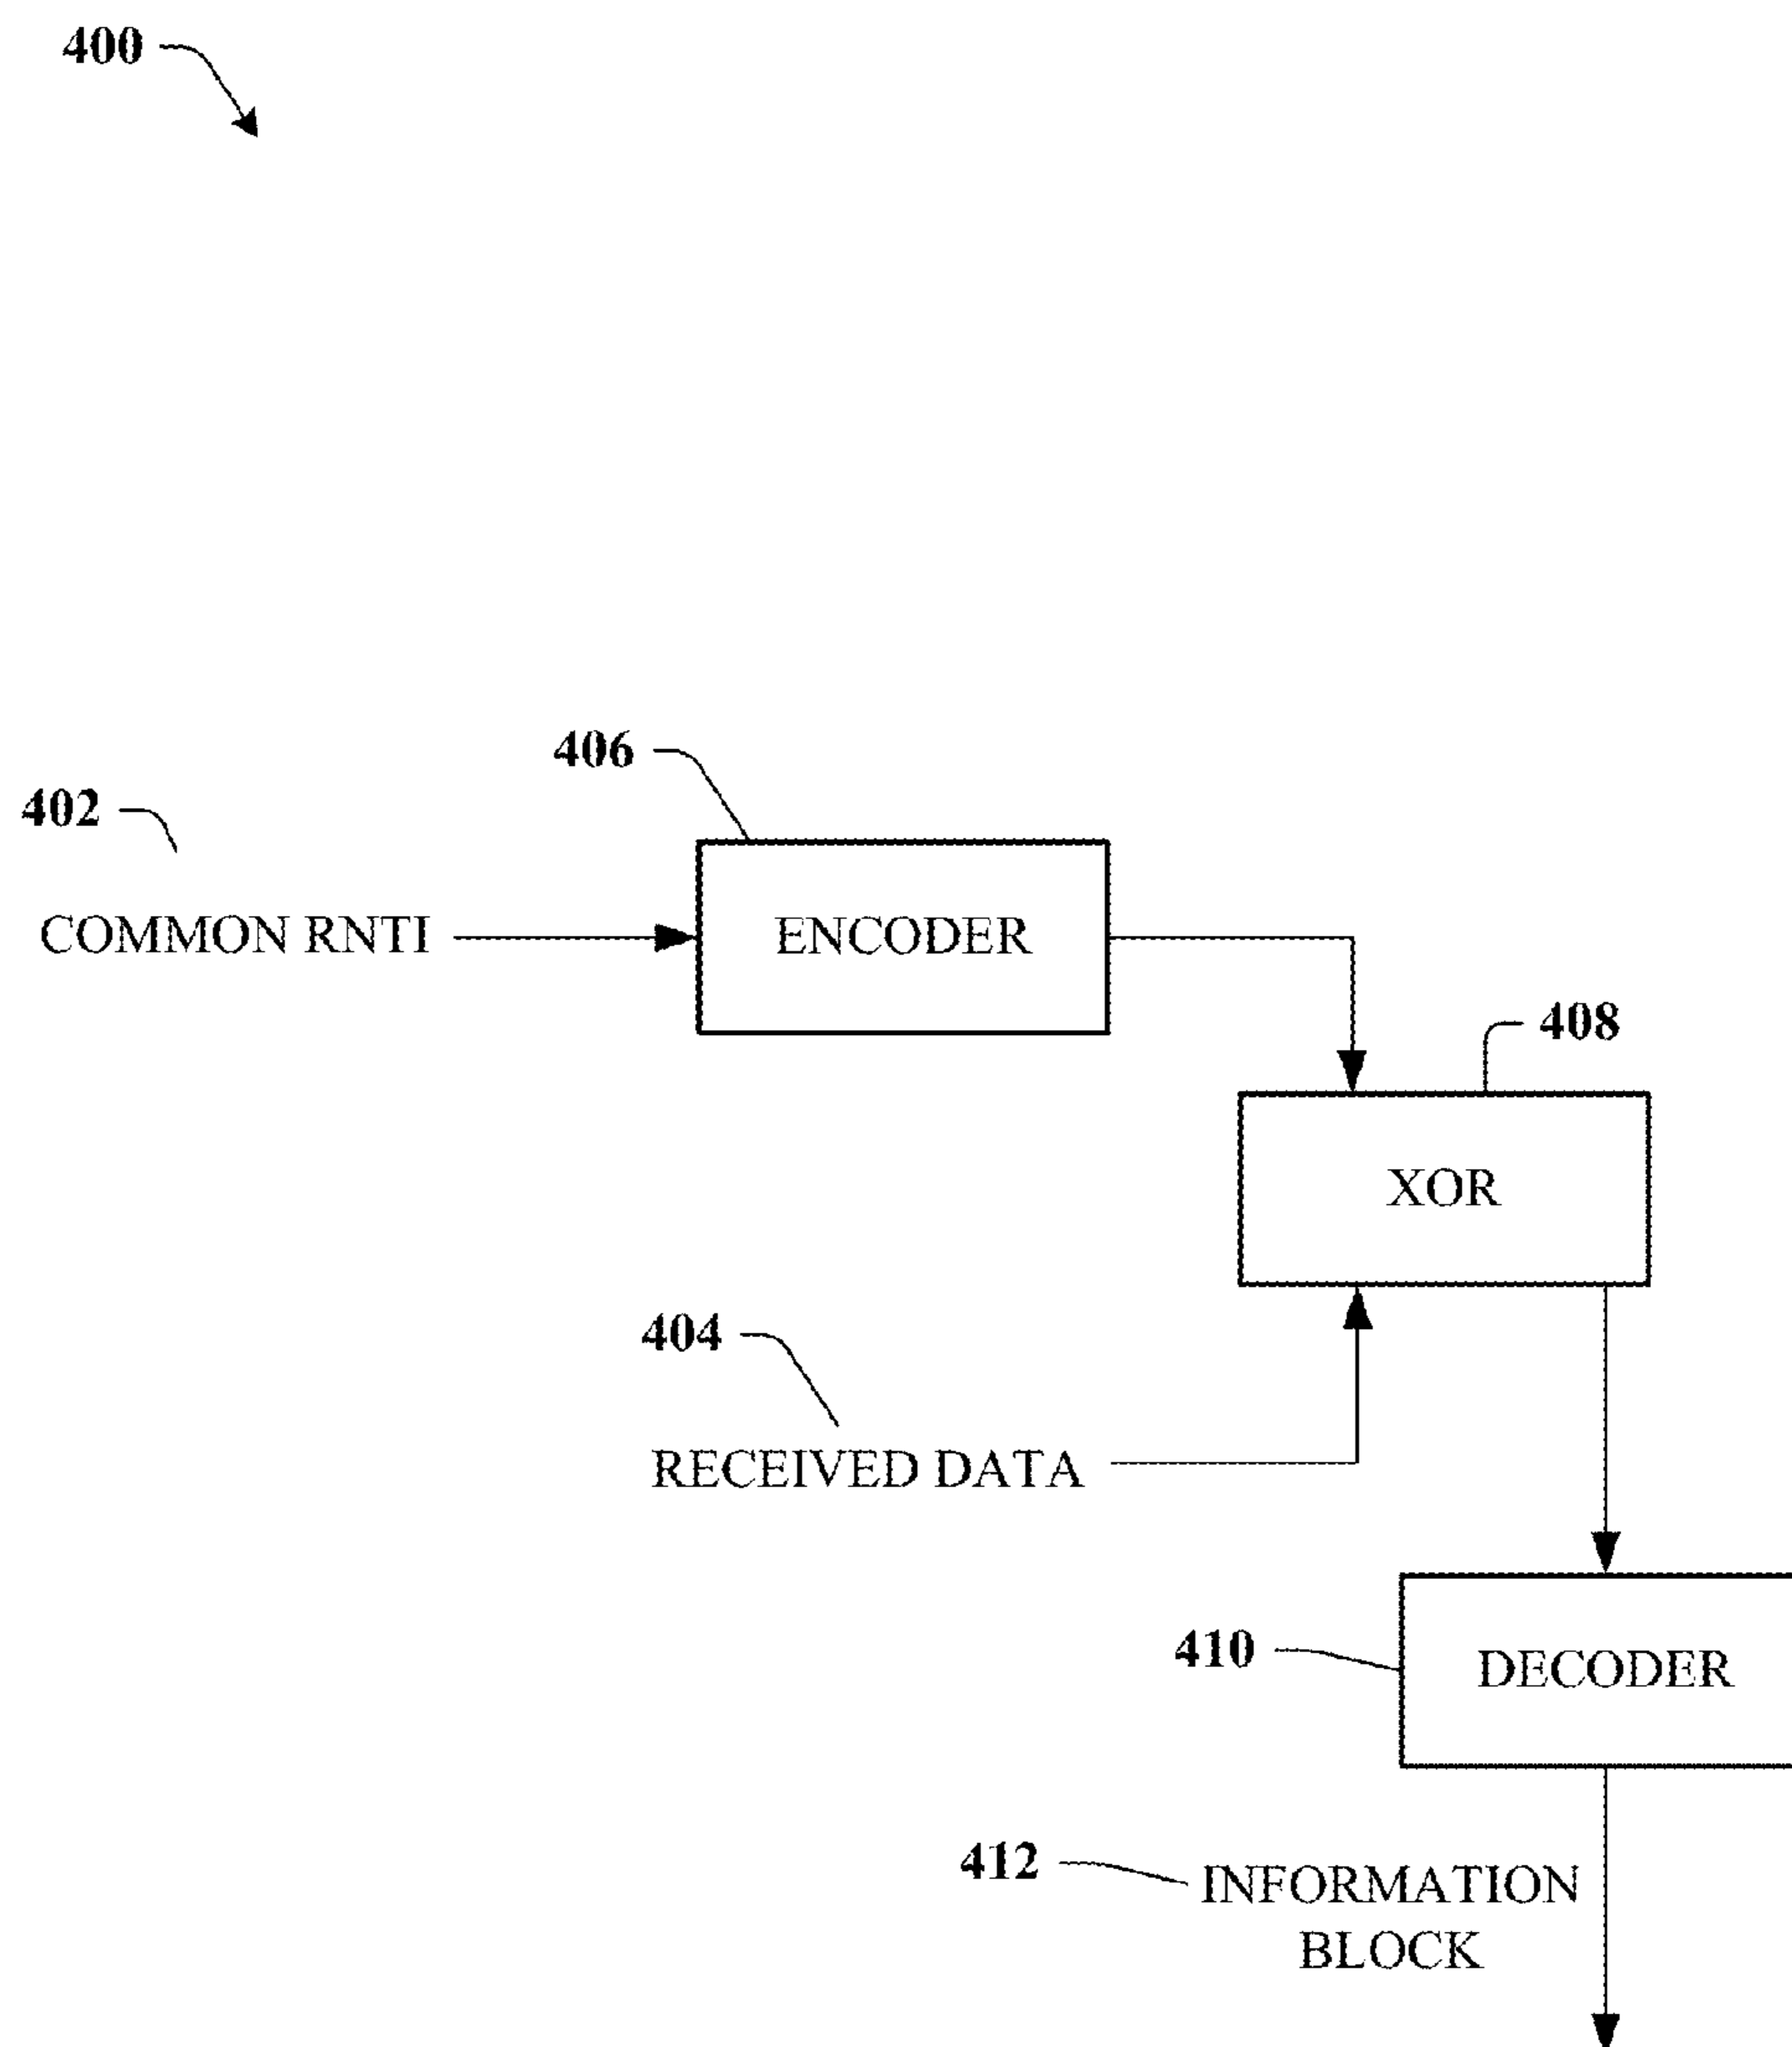 400
406
402
COMMON RNTI
ENCODER
408
XOR
404
RECEIVED DATA
410
DECODER
412
INFORMATION
BLOCK